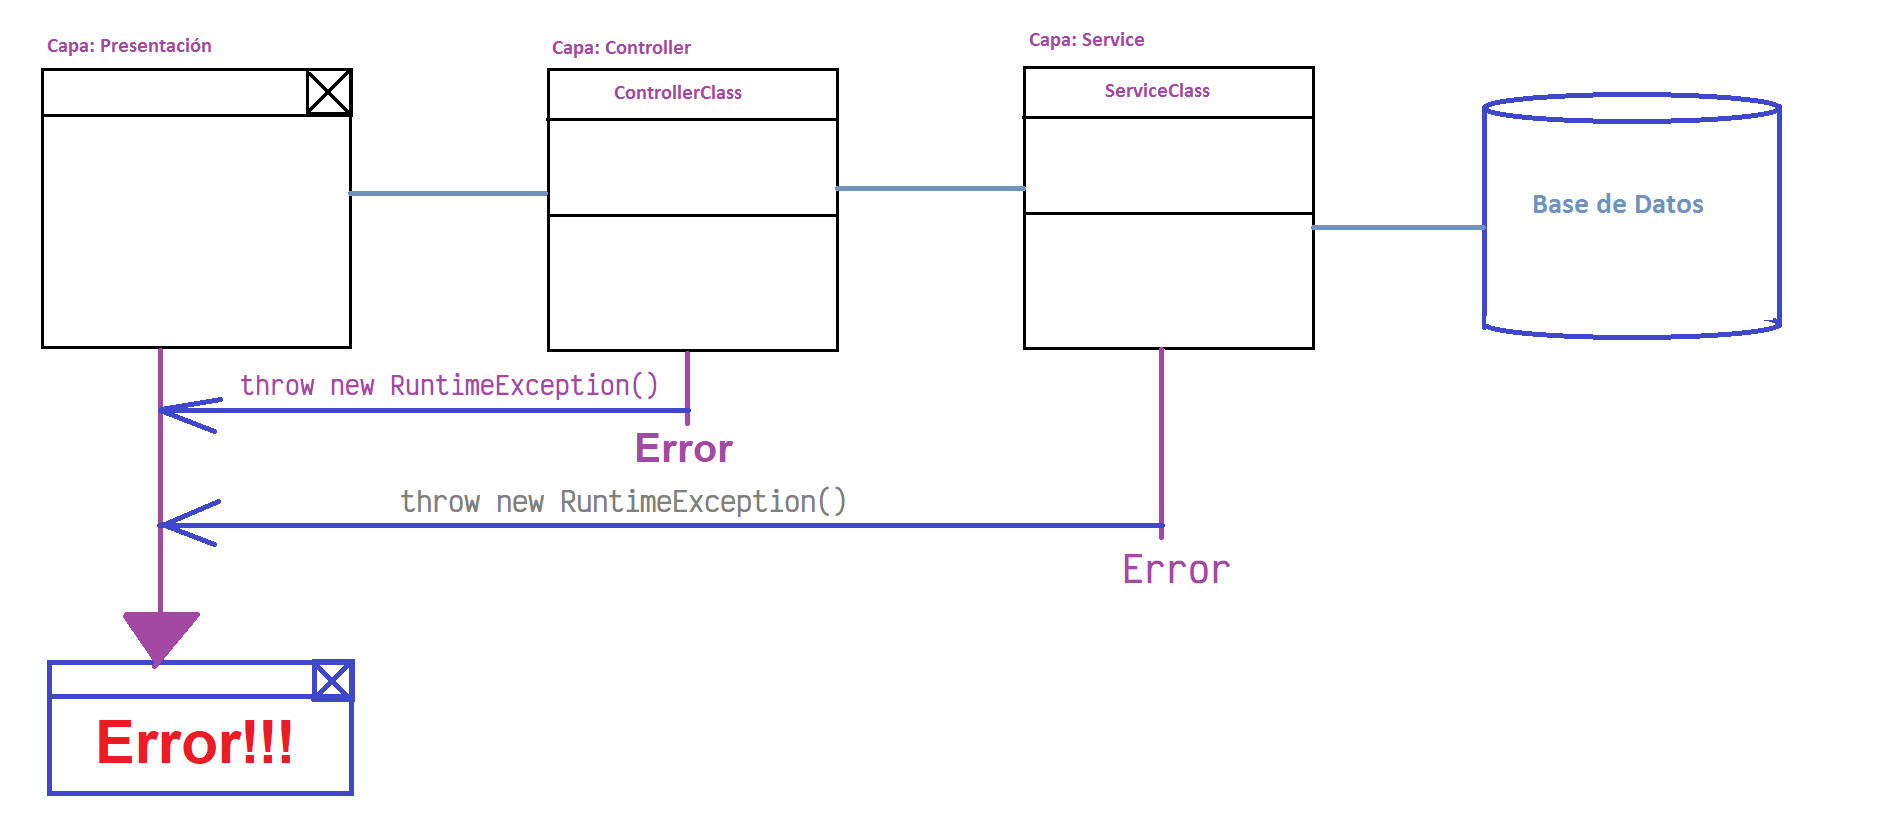 Capa: Presentación
Capa: Controller
Capa: Service
ControllerClass
ServiceClass
Base de Datos
throw new RuntimeException()
Error
throw new RuntimeException()
Error
Error!!!